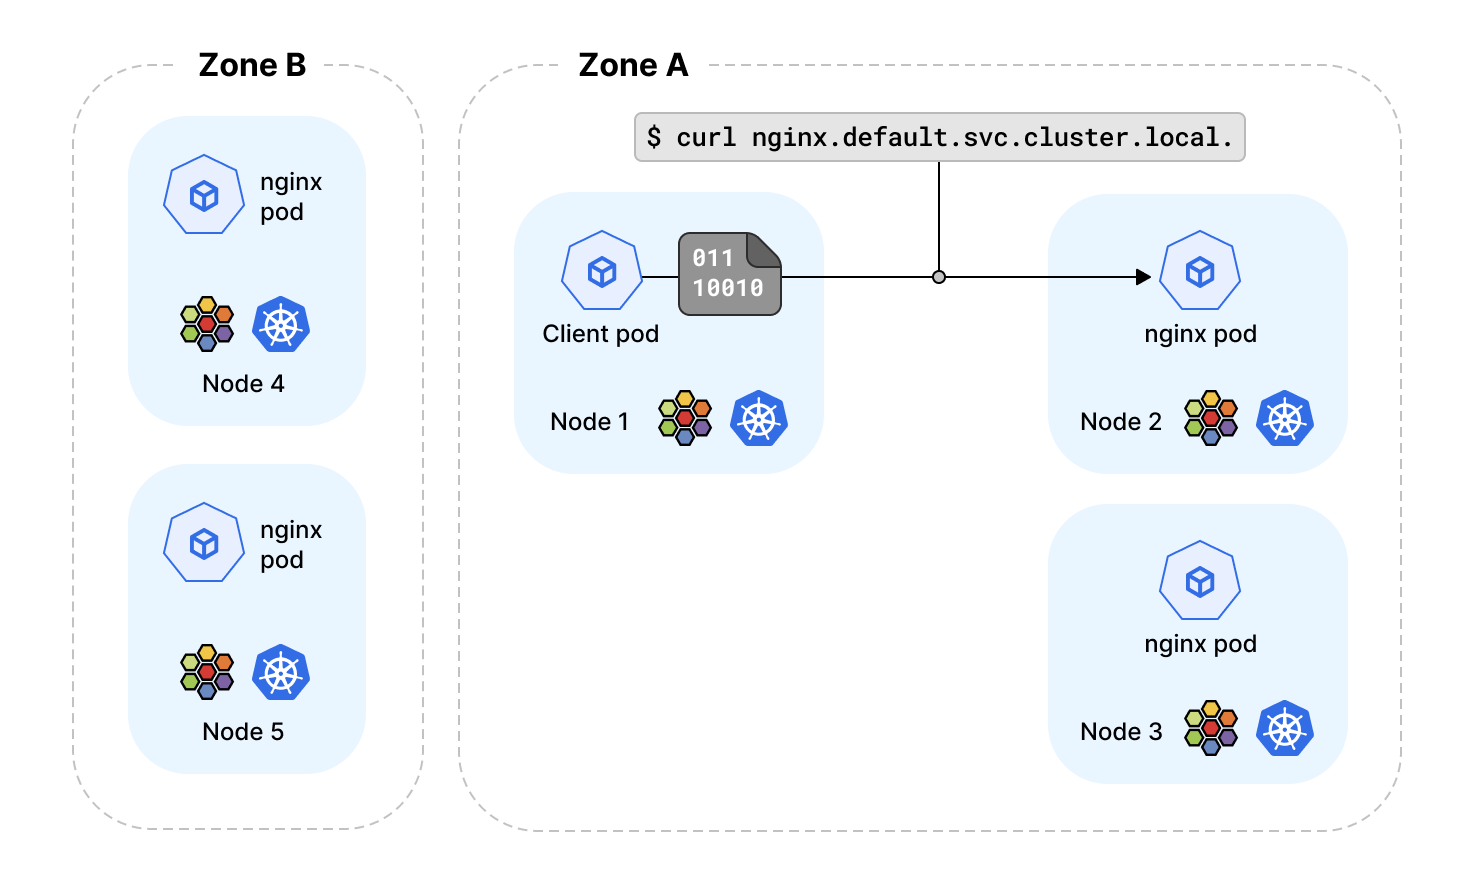 Zone B
nginx
pod
Node 4
nginx
pod
Node 5
Zone A
$ curl nginx.default.svc.cluster.local.
011
10010
Client pod
Node 1
nginx pod
Node 2
nginx pod
Node 3